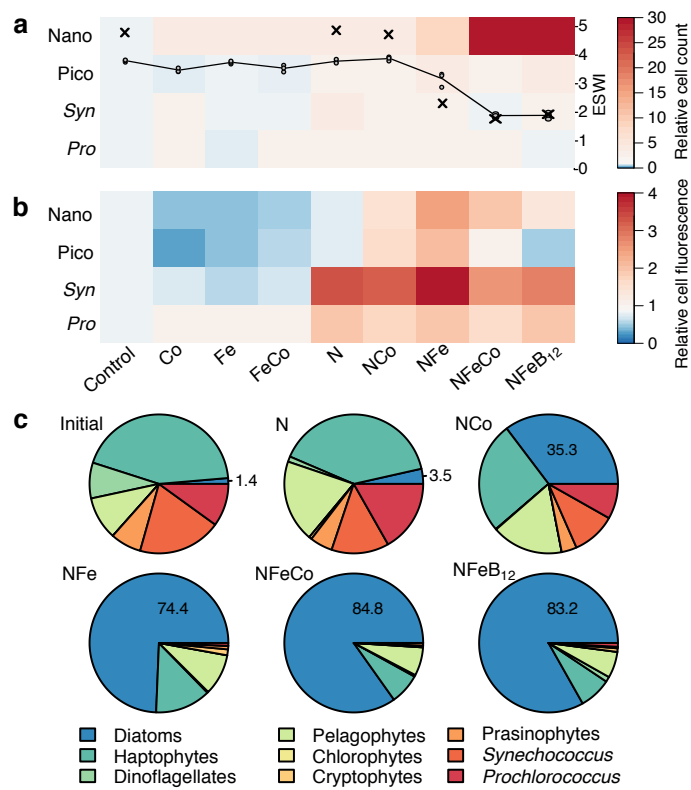 a
Nano
Pico
Syn
Pro
5
4
3
2
1
0
ESWI
30
25
20
15
10
5
0
Relative cell count
b
Nano
Pico
Syn
Pro
4
3
2
1
0
Relative cell fluorescence
Control
Co
Fe
FeCo
N
NCo
NFe
NFeCo
NFeB12
c
Initial
1.4
N
3.5
NCo
35.3
NFe
74.4
NFeCo
84.8
NFeB12
83.2
Diatoms
Haptophytes
Dinoflagellates
Pelagophytes
Chlorophytes
Cryptophytes
Prasinophytes
Synechococcus
Prochlorococcus